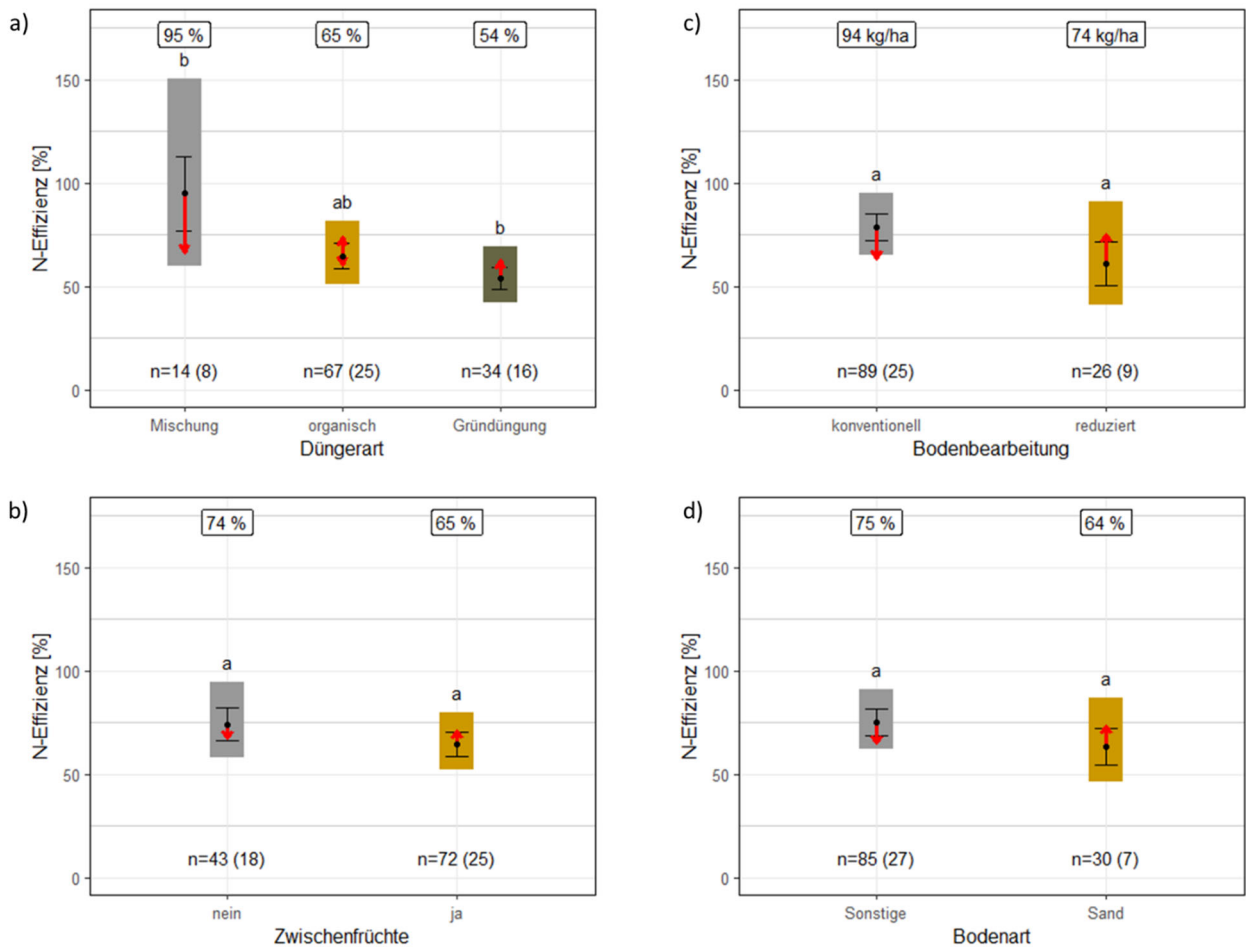 a)
95 %
65 %
54 %
b
ab
b
N-Effizienz [%]
150
100
50
0
n=14 (8)
n=67 (25)
n=34 (16)
Mischung
organisch
Gründüngung
Düngerart
c)
94 kg/ha
74 kg/ha
a
a
N-Effizenz [%]
150
100
50
0
n=89 (25)
n=26 (9)
konventionell
reduziert
Bodenbearbeitung
b)
74 %
65 %
a
a
N-Effizienz [%]
150
100
50
0
n=43 (18)
n=72 (25)
nein
ja
Zwischenfrüchte
d)
75 %
64 %
a
a
N-Effizienz [%]
150
100
50
0
n=85 (27)
n=30 (7)
Sonstige
Sand
Bodenart